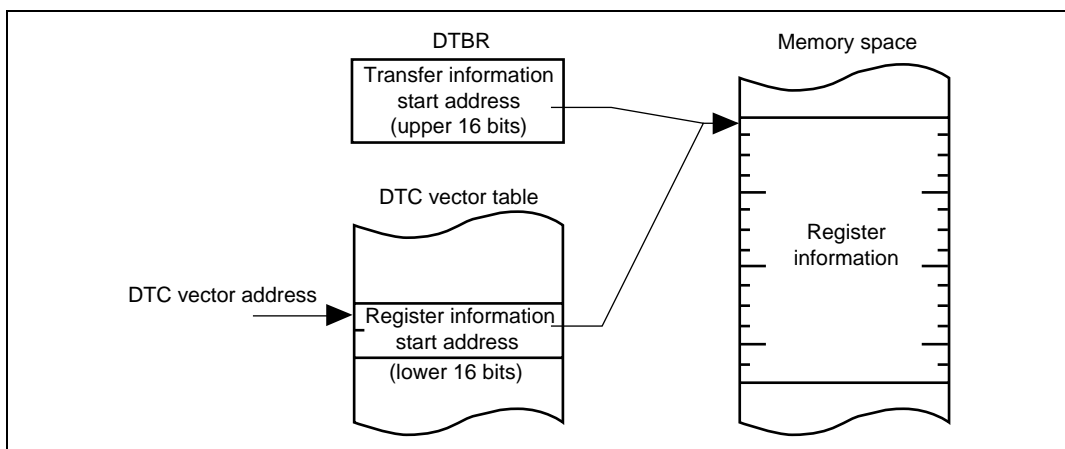 DTBR
Transfer information
start address
(upper 16 bits)
Memory space
DTC vector table
DTC vector address
Register information
start address
(lower 16 bits)
Register
information